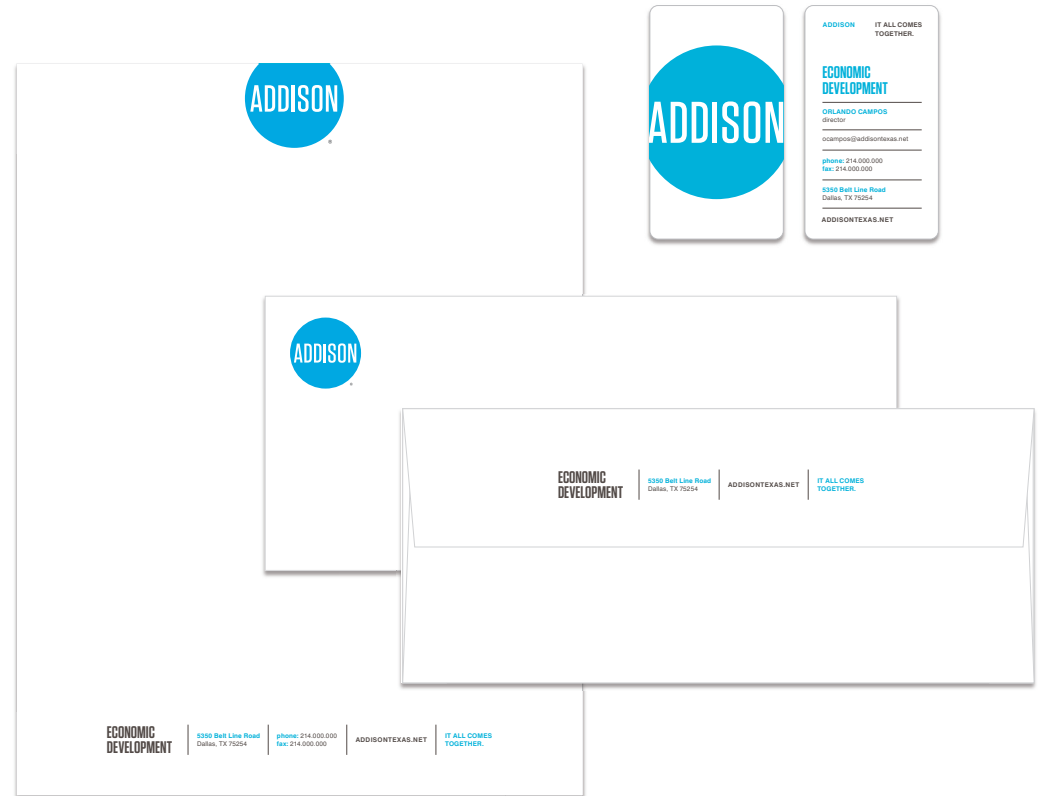 ADDISON
®
ECONOMIC
DEVELOPMENT
5350 Belt Line Road
Dallas, TX 75254
phone: 214.000.000
fax: 214.000.000
ADDISONTEXAS.NET
IT ALL COMES
TOGETHER.
ADDISON
®
ECONOMIC
DEVELOPMENT
5350 Belt Line Road
Dallas, TX 75254
ADDISONTEXAS.NET
IT ALL COMES
TOGETHER.
ADDISON
ADDISON
IT ALL COMES
TOGETHER.
ECONOMIC
DEVELOPMENT
ORLANDO CAMPOS
director
ocampos@addisontexas.net
phone: 214.000.000
fax: 214.000.000
5350 Belt Line Road
Dallas, TX 75254
ADDISONTEXAS.NET